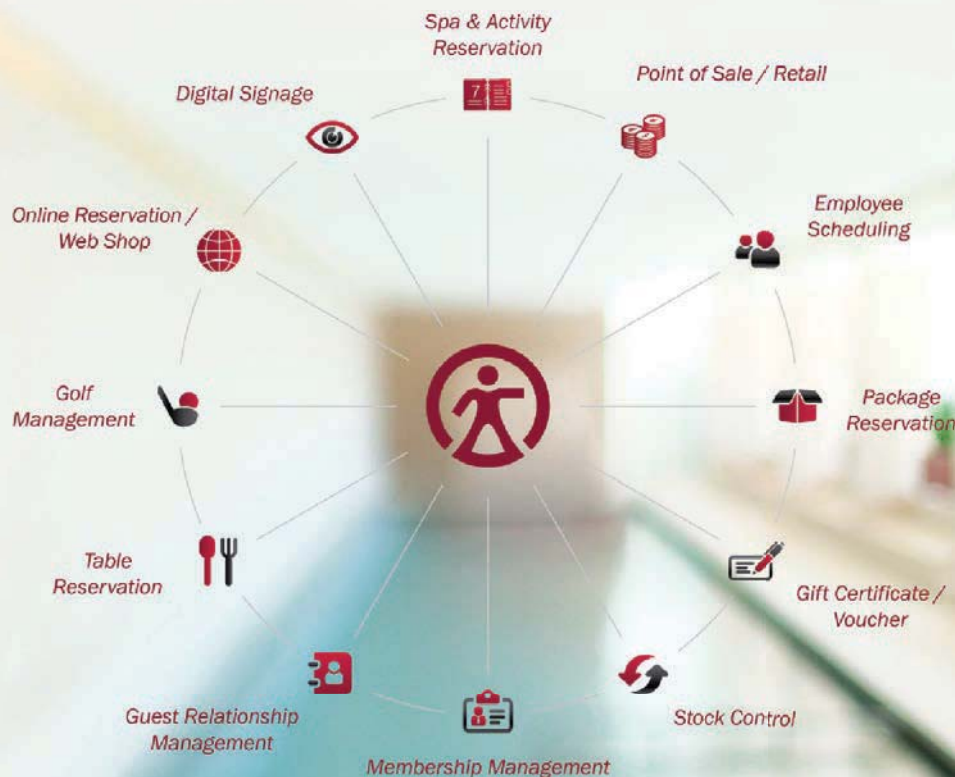 Spa & Activity
Reservation
Point of Sale / Retail
Employee
Scheduling
Package
Reservation
Gift Certificate /
Voucher
Stock Control
Membership Management
Guest Relationship
Management
Table
Reservation
Golf
Management
Online Reservation /
Web Shop
Digital Signage
7